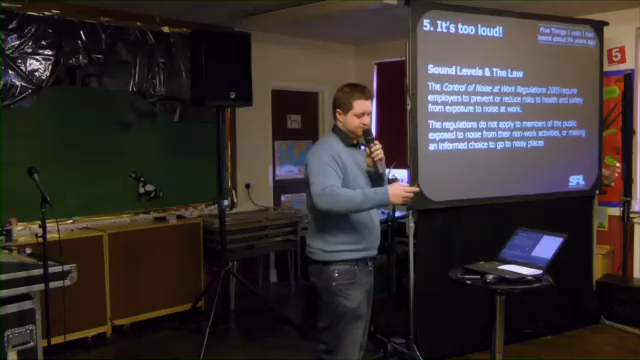 5. It's too loud!
Five Things I wish I had
learnt about PA years ago
Sound Levels & The Law
The Control of Noise at Work Regulations 2005 require
employers to prevent or reduce risks to health and safety
from exposure to noise at work.
The regulations do not apply to members of the public
exposed to noise from their non-work activities, or making
an informed choice to go to noisy places
SPL
5